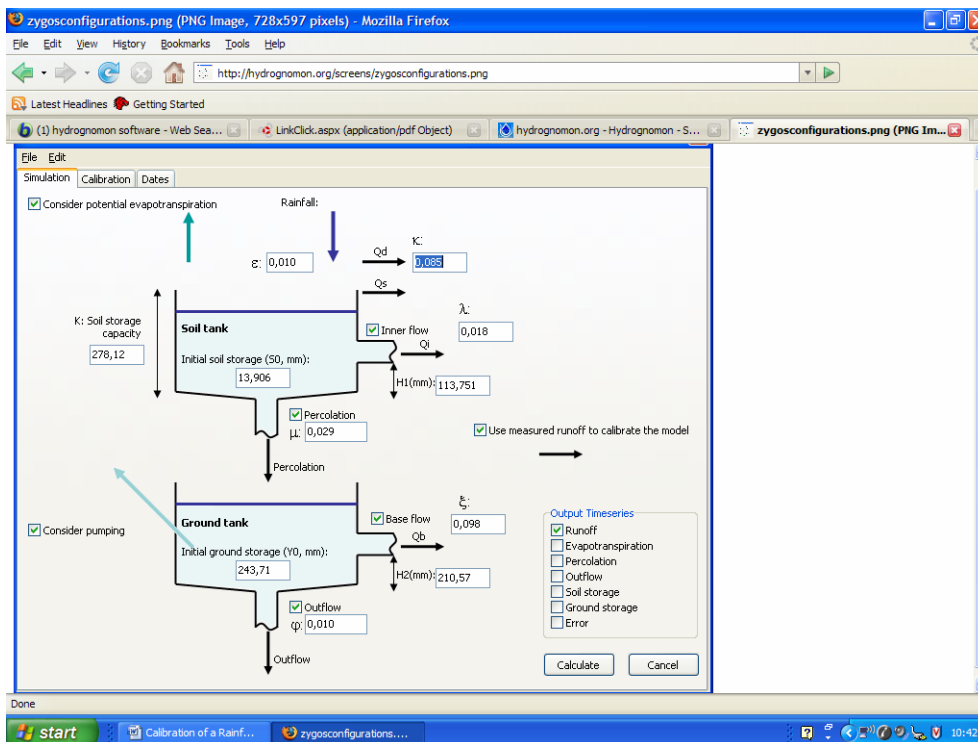 zygosconfigurations.png (PNG Image, 728x597 pixels) - Mozilla Firefox
File Edit View History Bookmarks Tools Help
http://hydrognomon.org/screens/zygosconfigurations.png
Latest Headlines Getting Started
(1) hydrognomon software - Web Sea... LinkClick.aspx (application/pdf Object) hydrognomon.org - Hydrognomon - S... zygosconfigurations.png (PNG Im...
File Edit
Simulation Calibration Dates
Consider potential evapotranspiration Rainfall:
κ:
Qd
ε: 0,010 0,085
Qs
λ:
K: Soil storage
capacity
Soil tank Inner flow 0,018
Qi
278,12
Initial soil storage (S0, mm):
13,906
H1(mm): 113,751
Percolation
μ: 0,029
Use measured runoff to calibrate the model
Percolation
ξ:
Ground tank Base flow 0,098
Consider pumping
Qb
Initial ground storage (Y0, mm):
243,71
H2(mm): 210,57
Outflow
φ: 0,010
Outflow
Output Timeseries
Runoff
Evapotranspiration
Percolation
Outflow
Soil storage
Ground storage
Error
Calculate Cancel
Done
start Calibration of a Rainf... zygosconfigurations.... 10:42